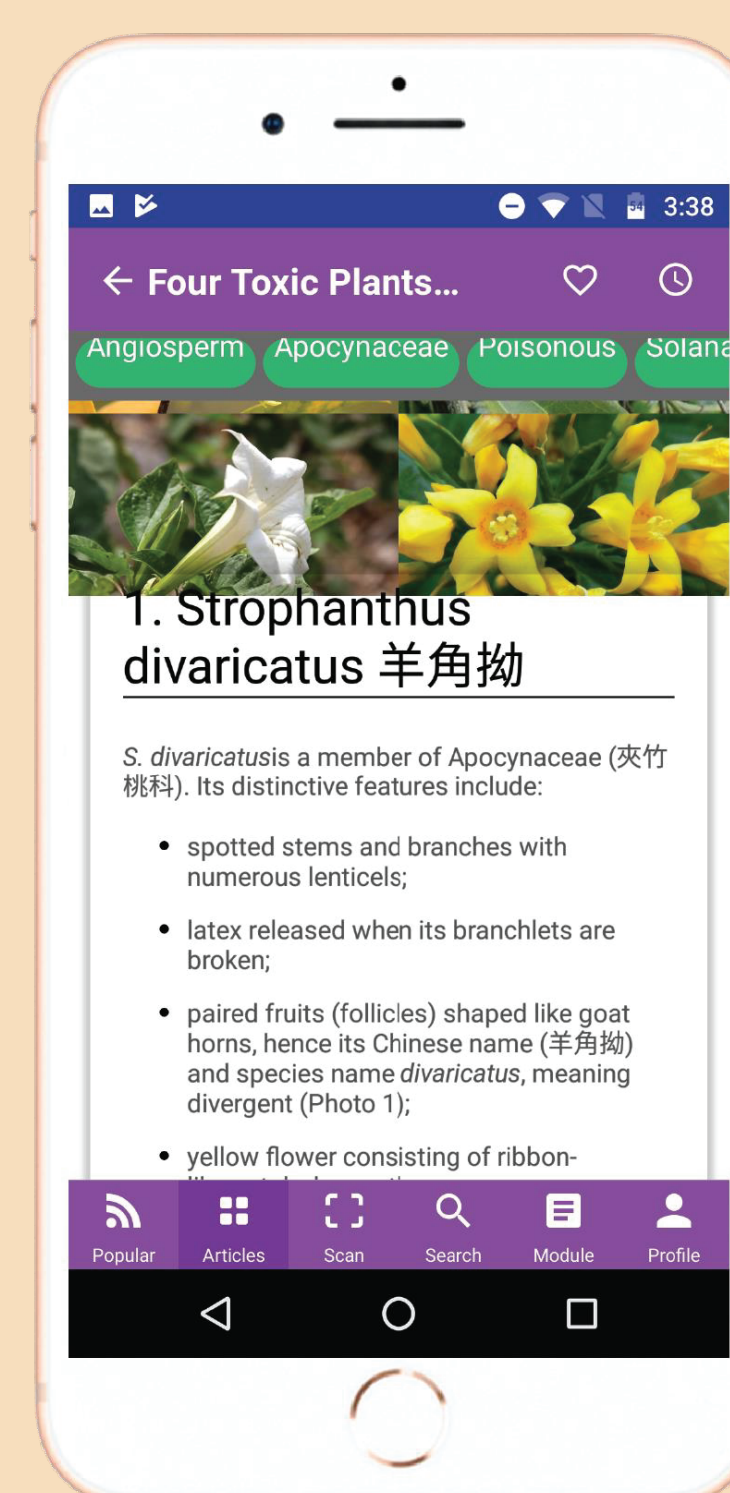 54 3:38
Four Toxic Plants...
Angiosperm Apocynaceae Poisonous Solana
1. Strophanthus
divaricatus 羊角拗
S. divaricatusis a member of Apocynaceae (夾竹
桃科). Its distinctive features include:
• spotted stems and branches with
numerous lenticels;
• latex released when its branchlets are
broken;
• paired fruits (follicles) shaped like goat
horns, hence its Chinese name (羊角拗)
and species name divaricatus, meaning
divergent (Photo 1);
• yellow flower consisting of ribbon-
Popular Articles Scan Search Module Profile